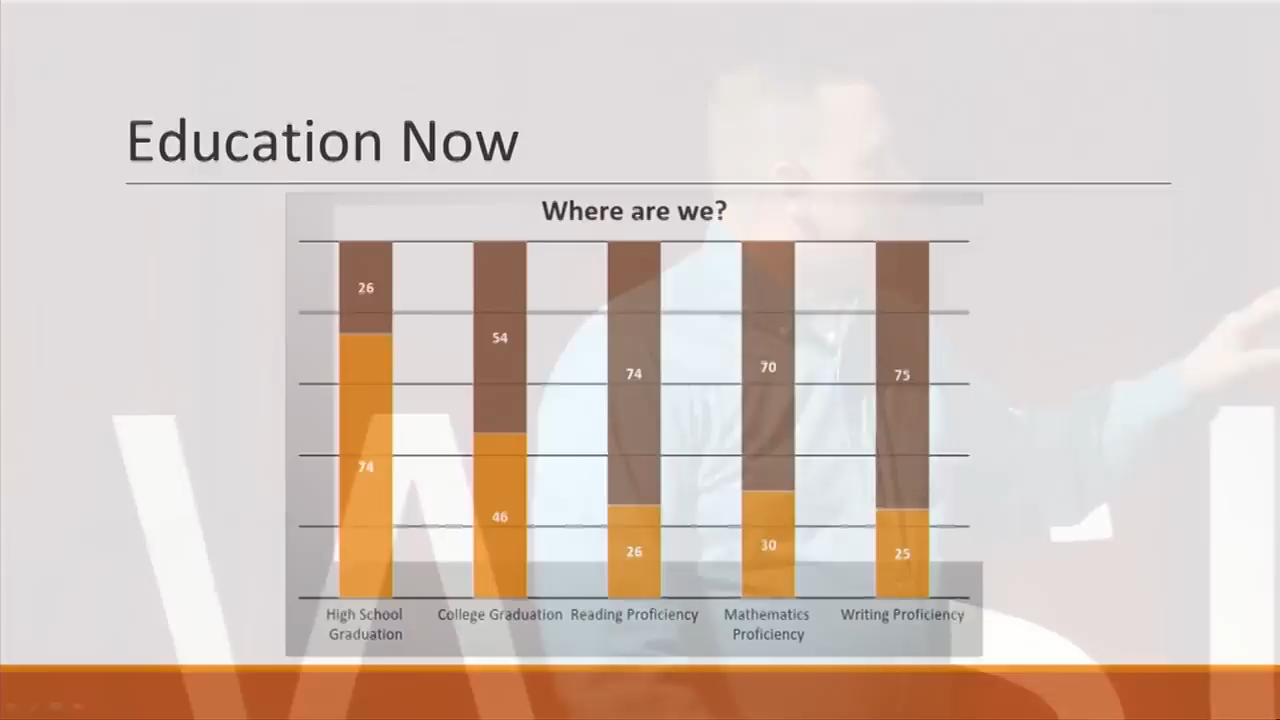 Education Now
Where are we?
26
54
74
70
75
74
46
26
30
25
High School
Graduation
College Graduation
Reading Proficiency
Mathematics
Proficiency
Writing Proficiency